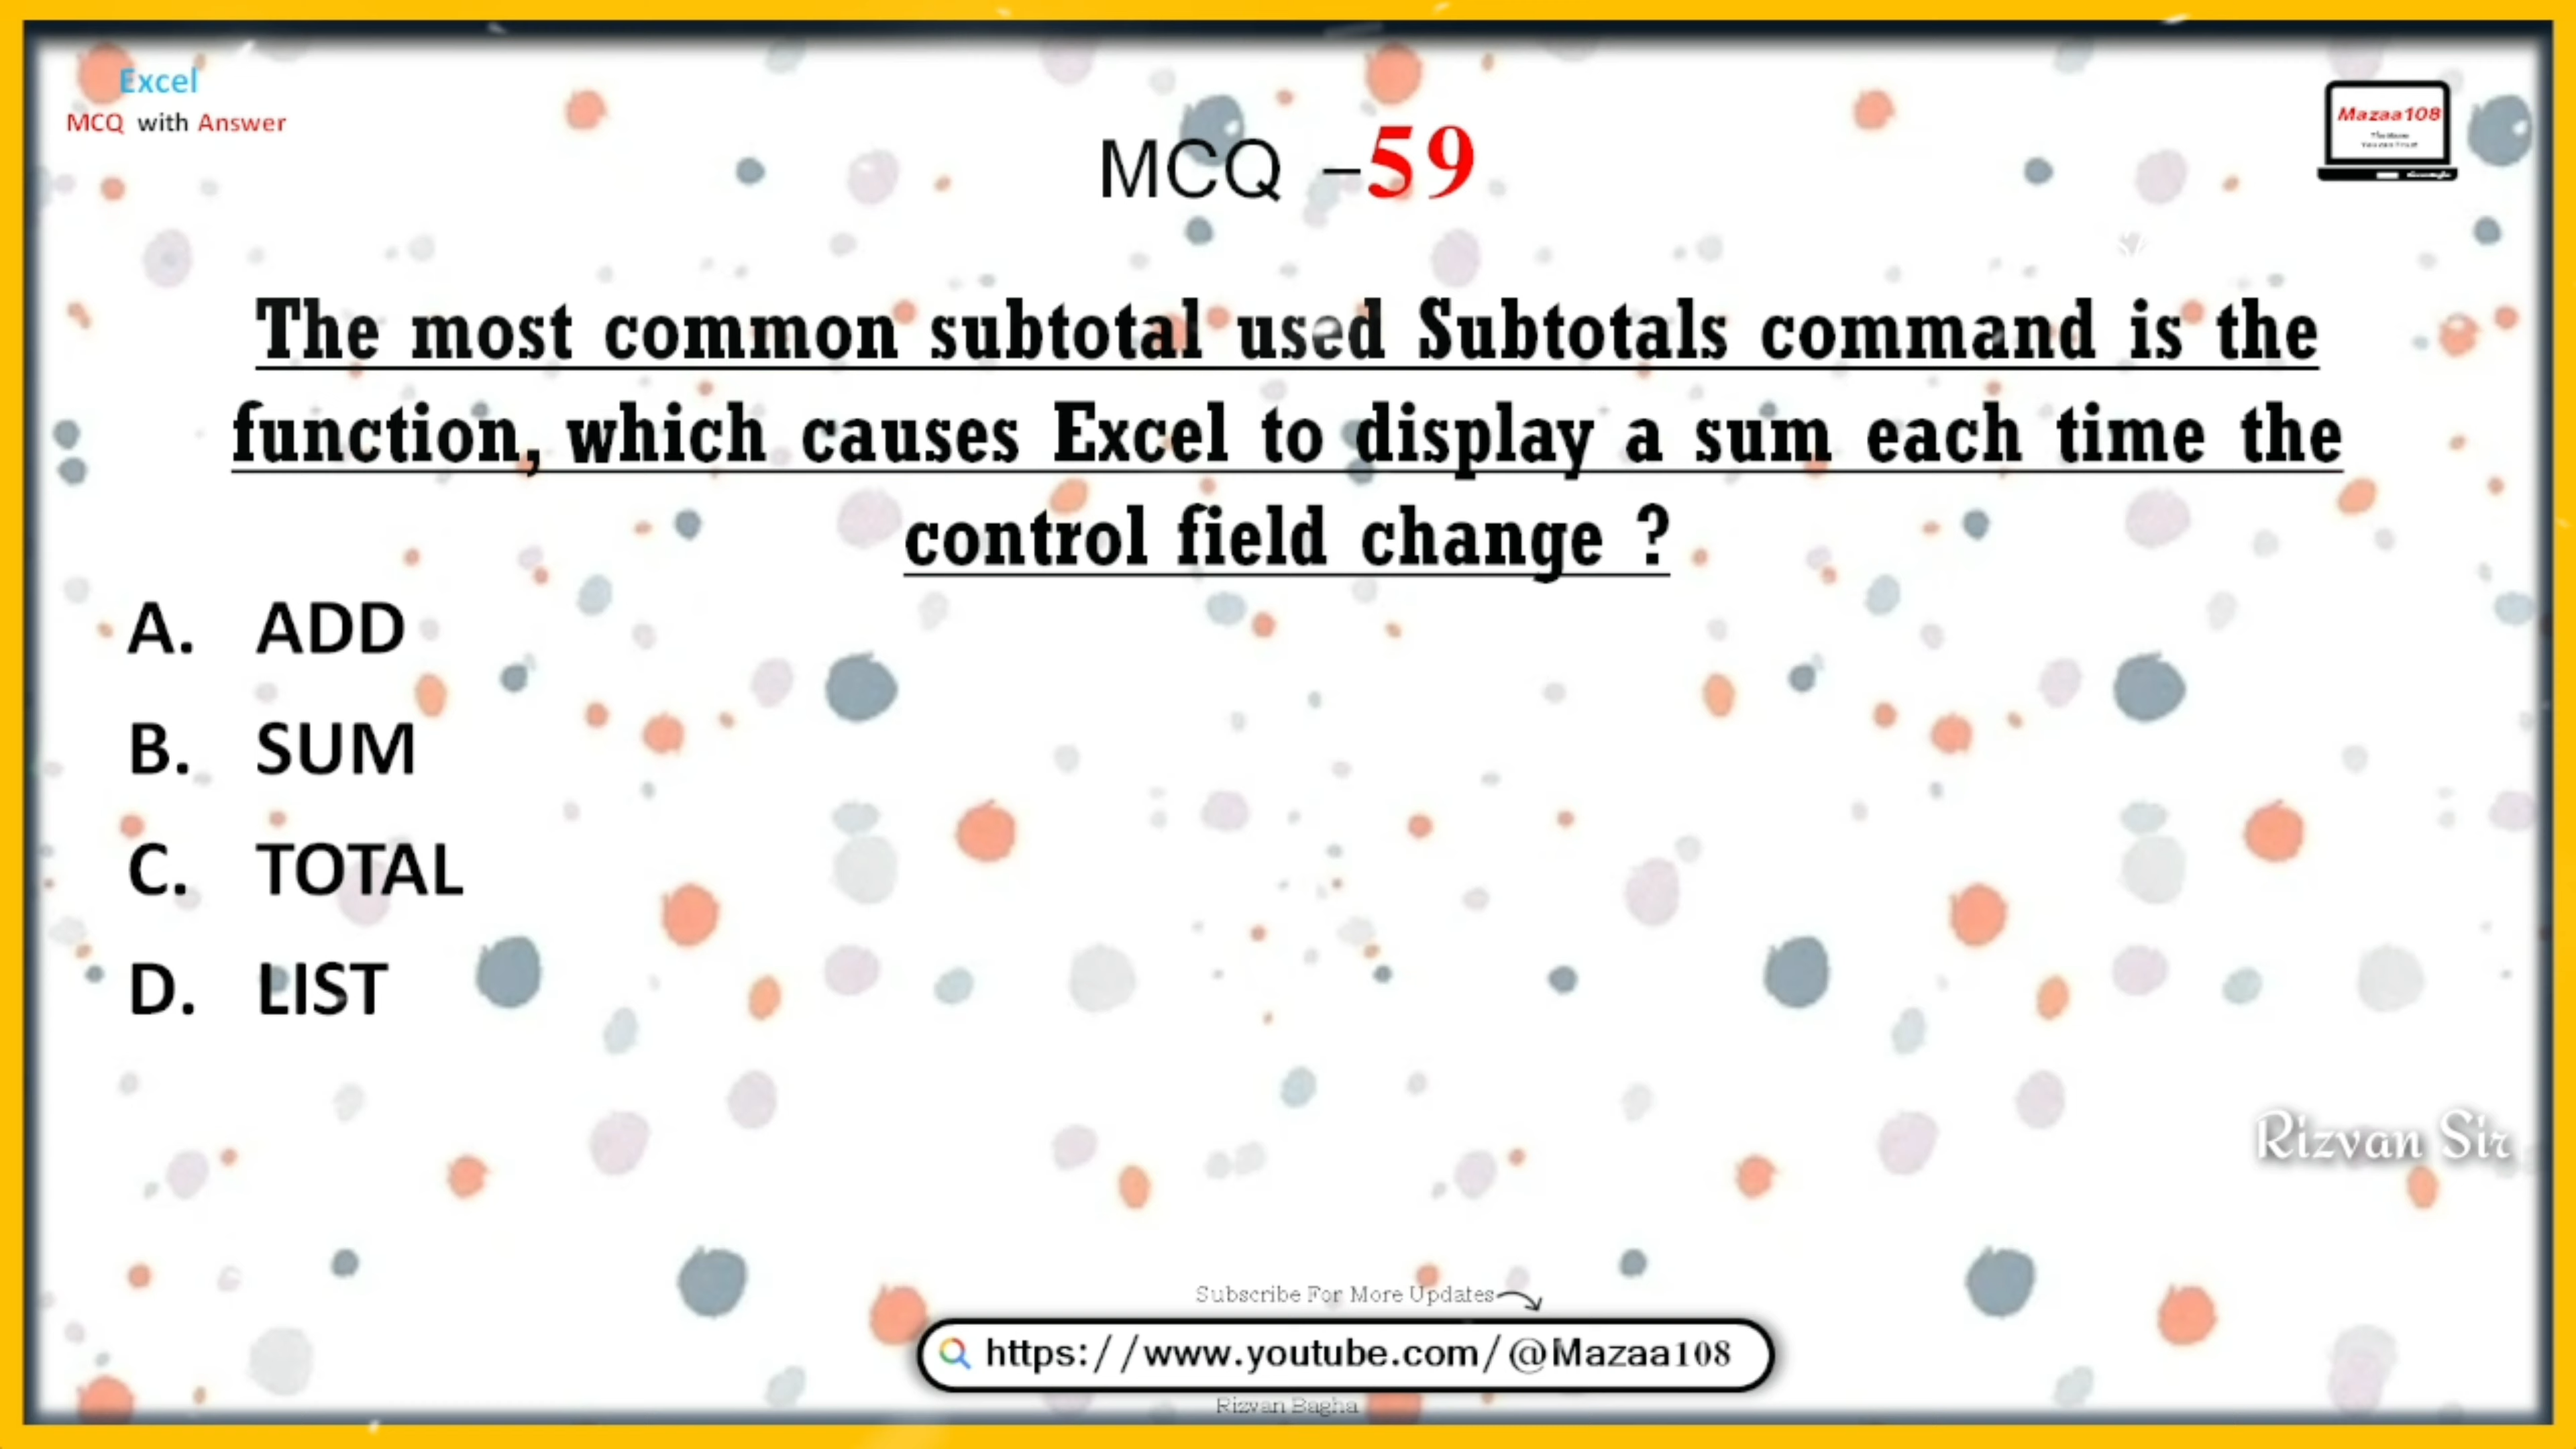 Excel
MCQ with Answer
Mazaa108
MCQ –59
The most common subtotal used Subtotals command is the
function, which causes Excel to display a sum each time the
control field change ?
A. ADD
B. SUM
C. TOTAL
D. LIST
Rizvan Sir
Subscribe For More Updates
https://www.youtube.com/@Mazaa108
Rizvan Bagha